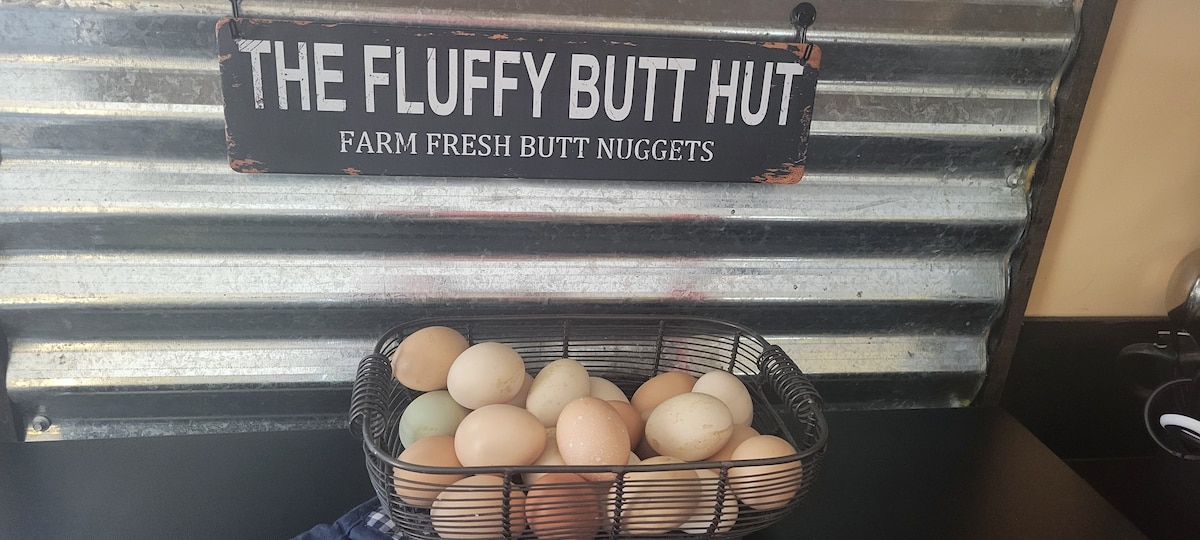 THE FLUFFY BUTT HUT
FARM FRESH BUTT NUGGETS